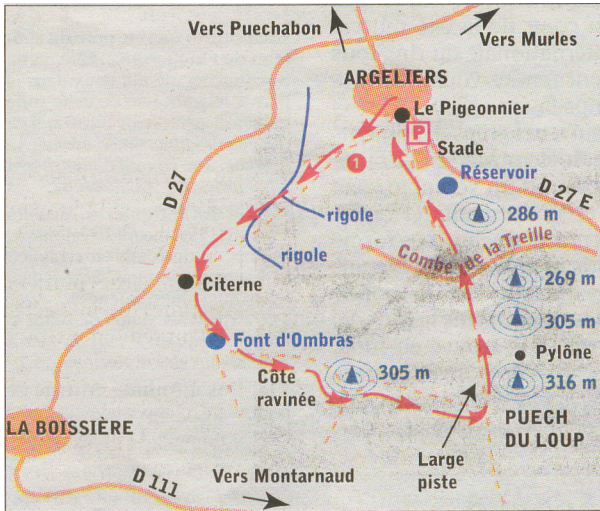 Vers Puechabon
Vers Murles
ARGELIERS
Le Pigeonnier
P
Stade
1
Réservoir
D 27
D 27 E
286 m
rigole
Combe de la Treille
rigole
269 m
Citerne
305 m
Font d'Ombras
Pylône
Côte
ravinée
305 m
316 m
PUECH
DU LOUP
LA BOISSIÈRE
Large
piste
Vers Montarnaud
D 111